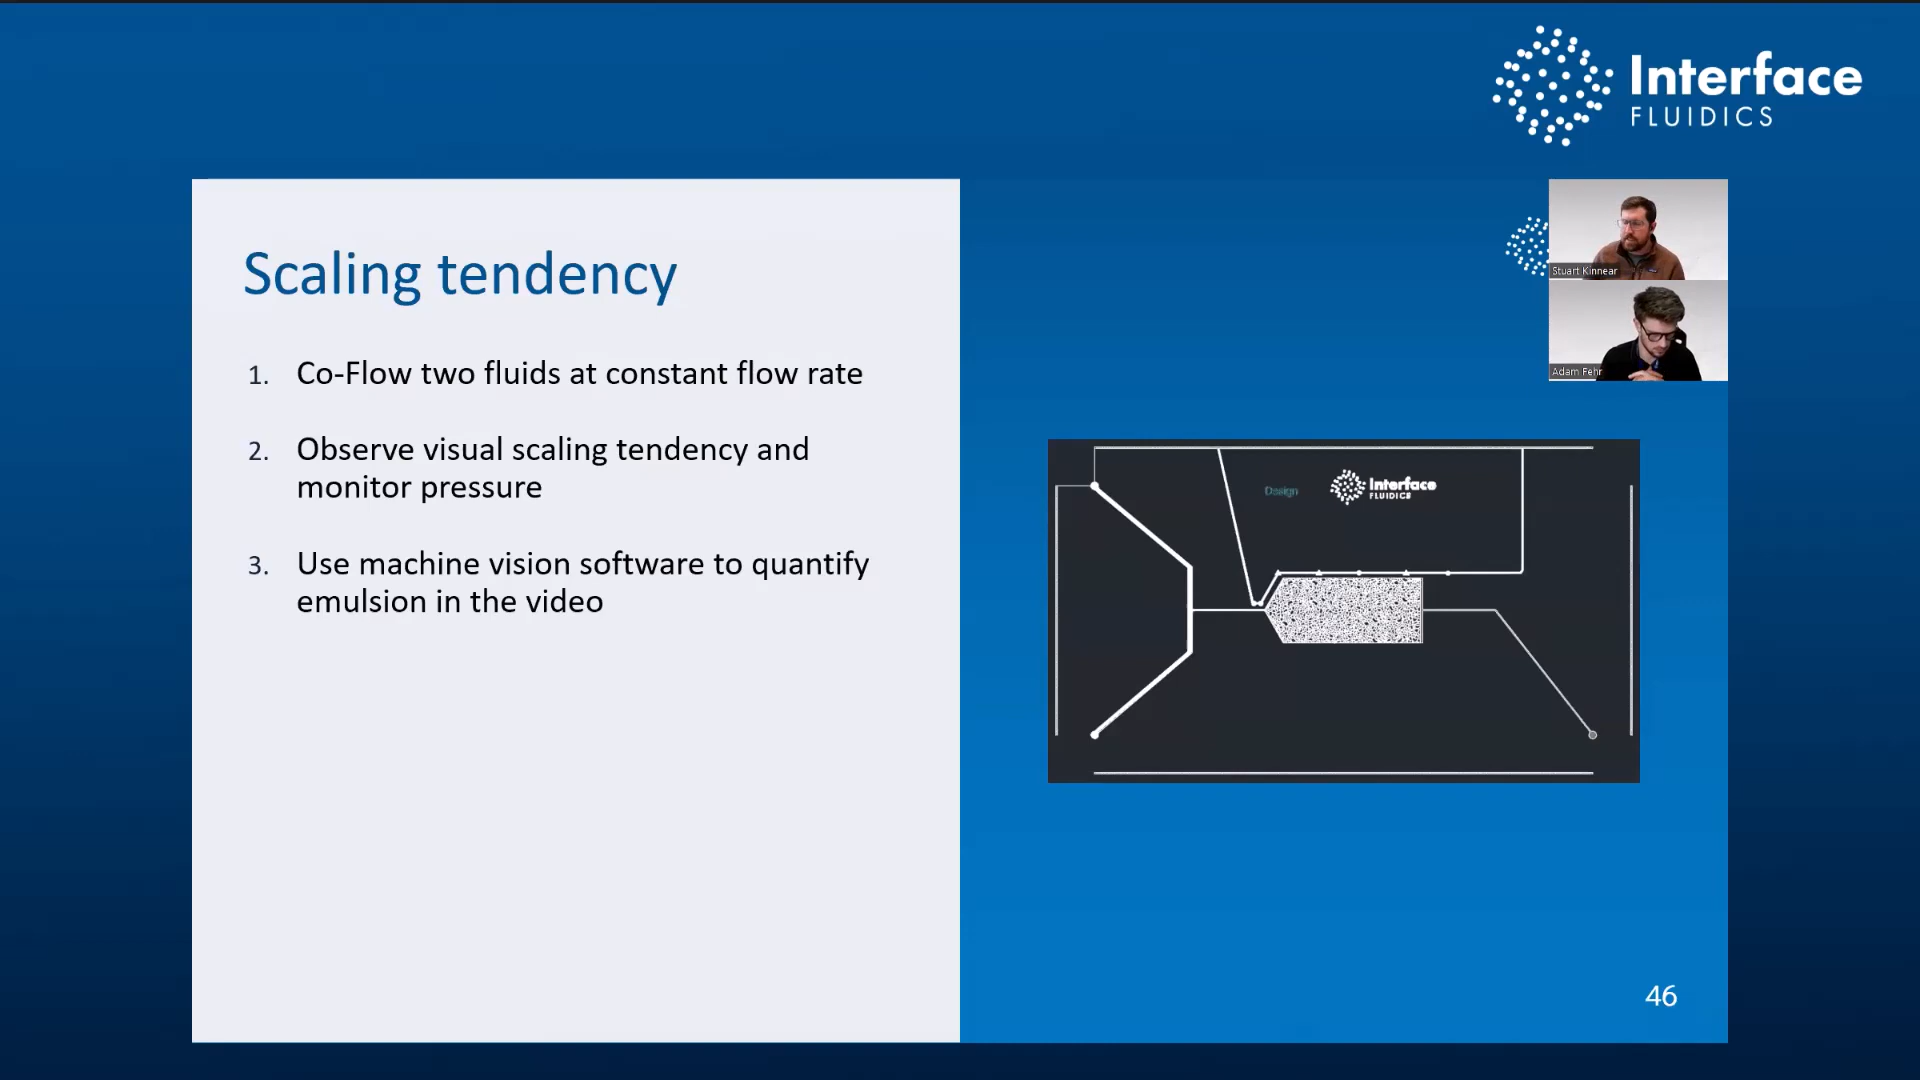 Interface
FLUIDICS
Scaling tendency
1. Co-Flow two fluids at constant flow rate
2. Observe visual scaling tendency and
monitor pressure
3. Use machine vision software to quantify
emulsion in the video
Stuart Kinnear
Adam Fehr
Design
Interface
FLUIDICS
46